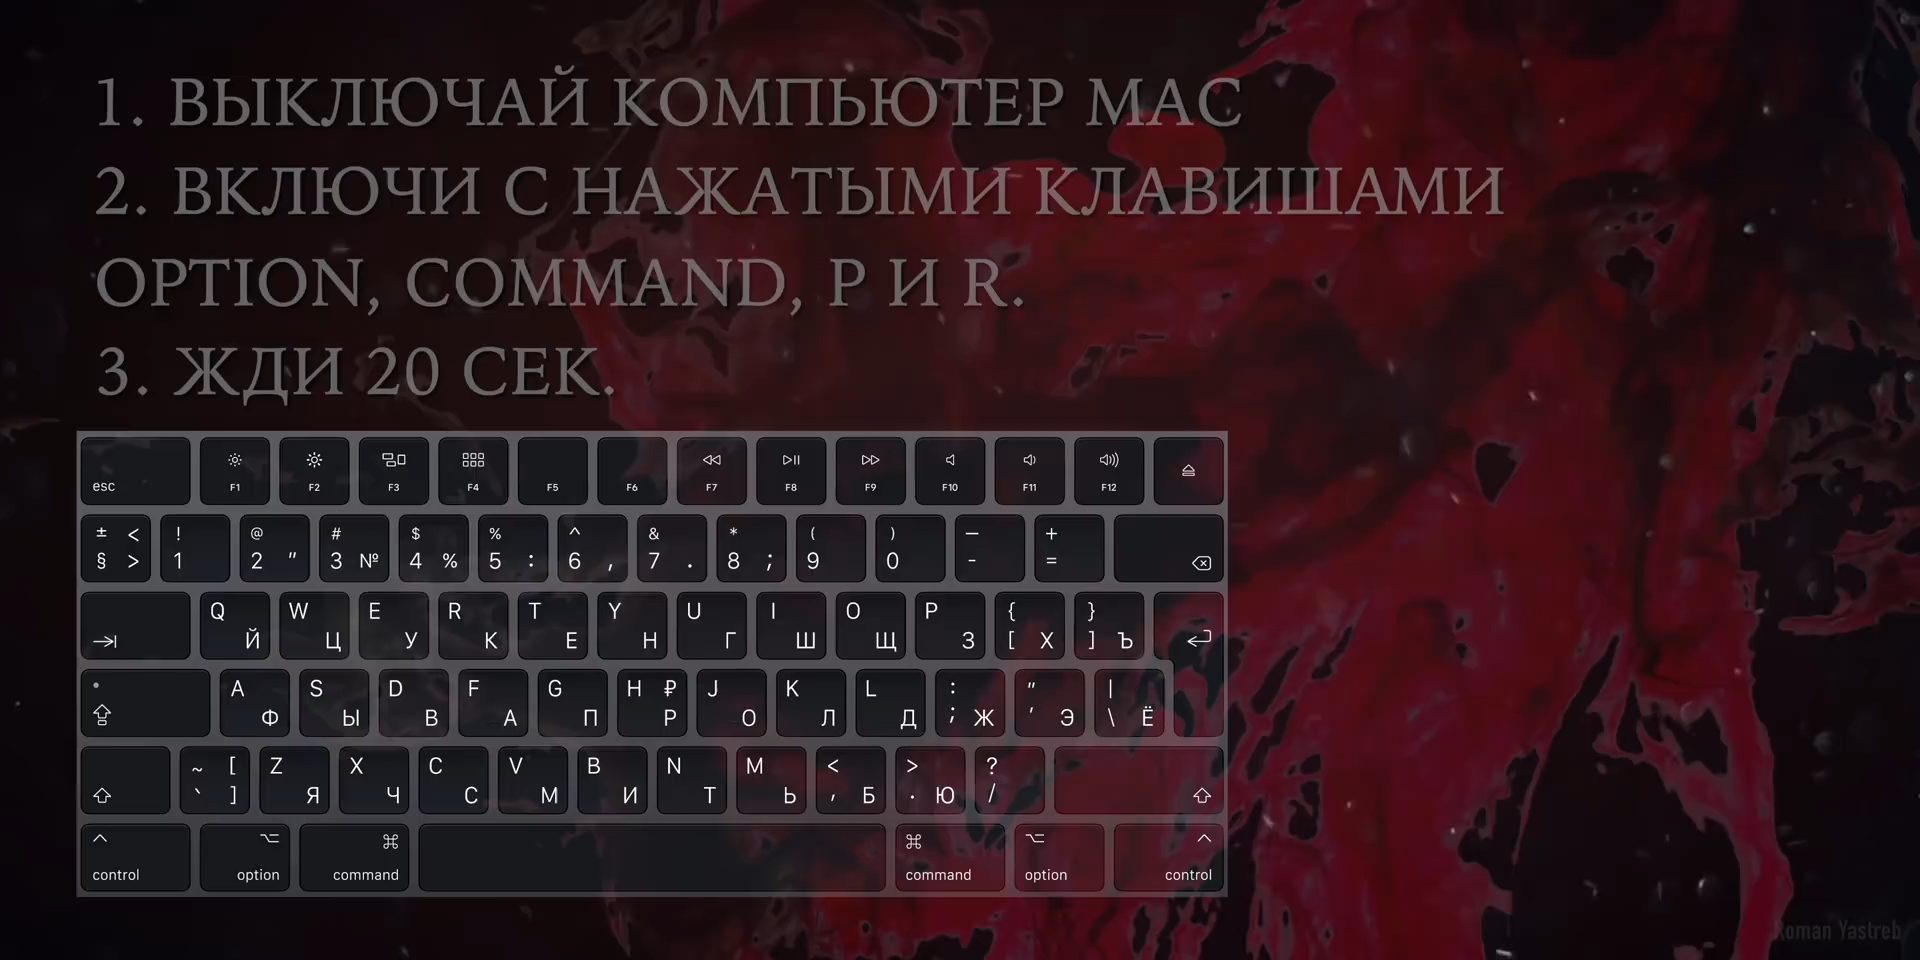 1. ВЫКЛЮЧАЙ КОМПЬЮТЕР MAC
2. ВКЛЮЧИ С НАЖАТЫМИ КЛАВИШАМИ
OPTION, COMMAND, P И R.
3. ЖДИ 20 СЕК.
esc F1 F2 F3 F4 F5 F6 F7 F8 F9 F10 F11 F12
± < ! @ # $ % ^ & * ( ) — +
§ > 1 2 " 3 № 4 % 5 : 6 , 7 . 8 ; 9 0 - =
Q W E R T Y U I O P { }
Й Ц У К Е Н Г Ш Щ З [ Х ] Ъ
A S D F G H ₽ J K L : " |
Ф Ы В А П Р О Л Д ; Ж ' Э \ Ё
~ [ Z X C V B N M < > ?
` ] Я Ч С М И Т Ь , Б . Ю /
control option command command option control
Roman Yastreb